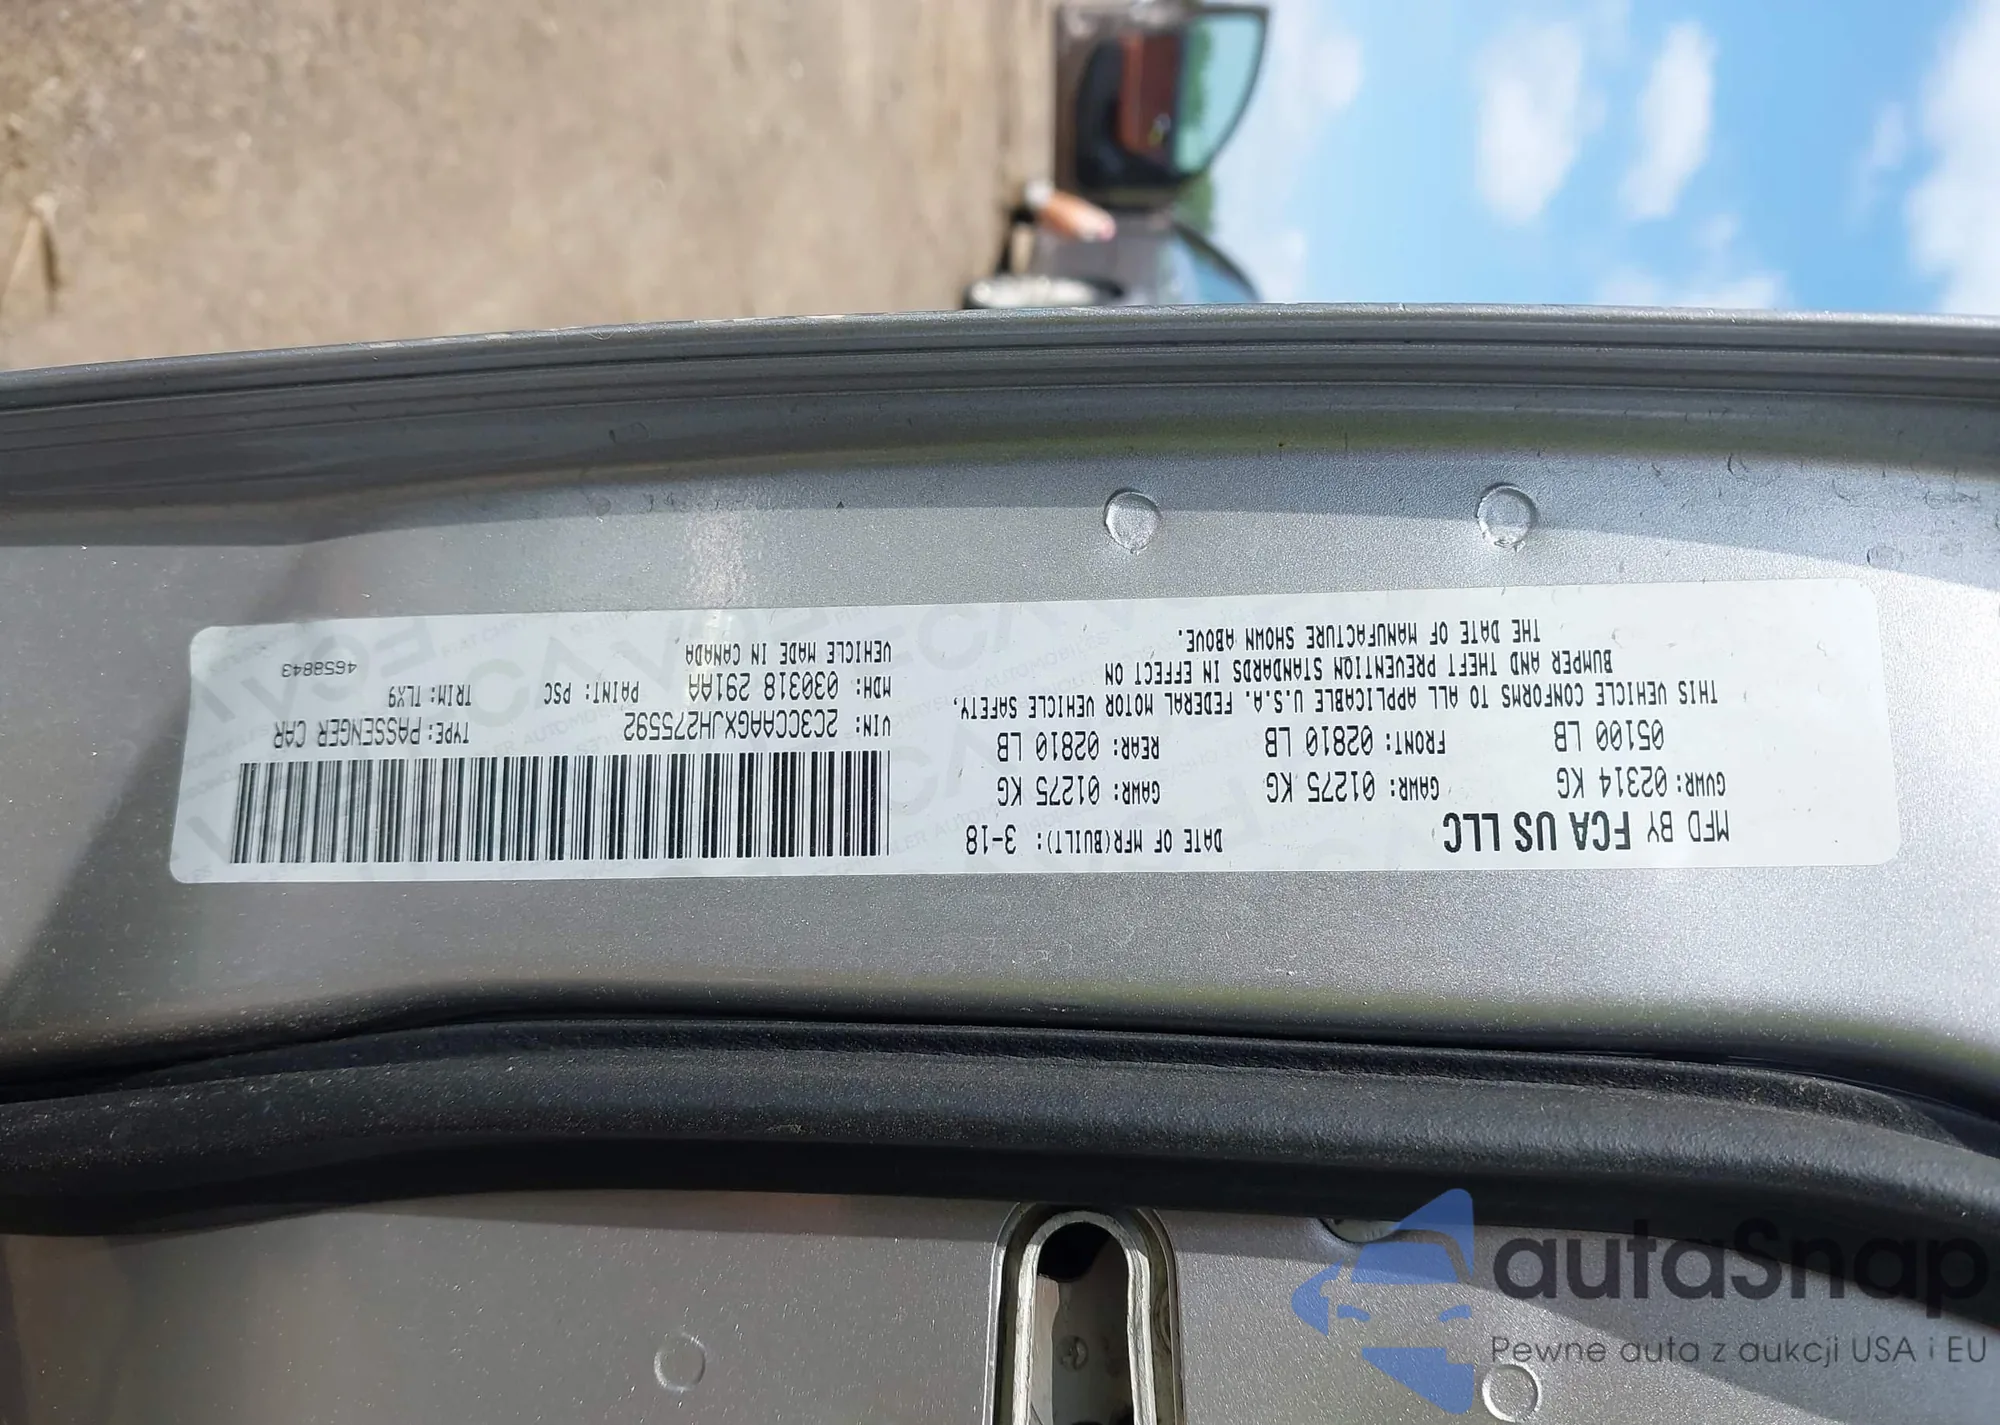 MFD BY FCA US LLC DATE OF MFR(BUILT): 3-18
GVWR: 02314 KG GAWR: 01275 KG GAWR: 01275 KG
05100 LB FRONT: 02810 LB REAR: 02810 LB
THIS VEHICLE CONFORMS TO ALL APPLICABLE U.S.A. FEDERAL MOTOR VEHICLE SAFETY,
BUMPER AND THEFT PREVENTION STANDARDS IN EFFECT ON
THE DATE OF MANUFACTURE SHOWN ABOVE.
VIN: 2C3CCAAGXJH275592 TYPE: PASSENGER CAR
MDH: 030318 291AA PAINT: PSC TRIM: TLX9
VEHICLE MADE IN CANADA
4658843
autaSnap
Pewne auta z aukcji USA i EU